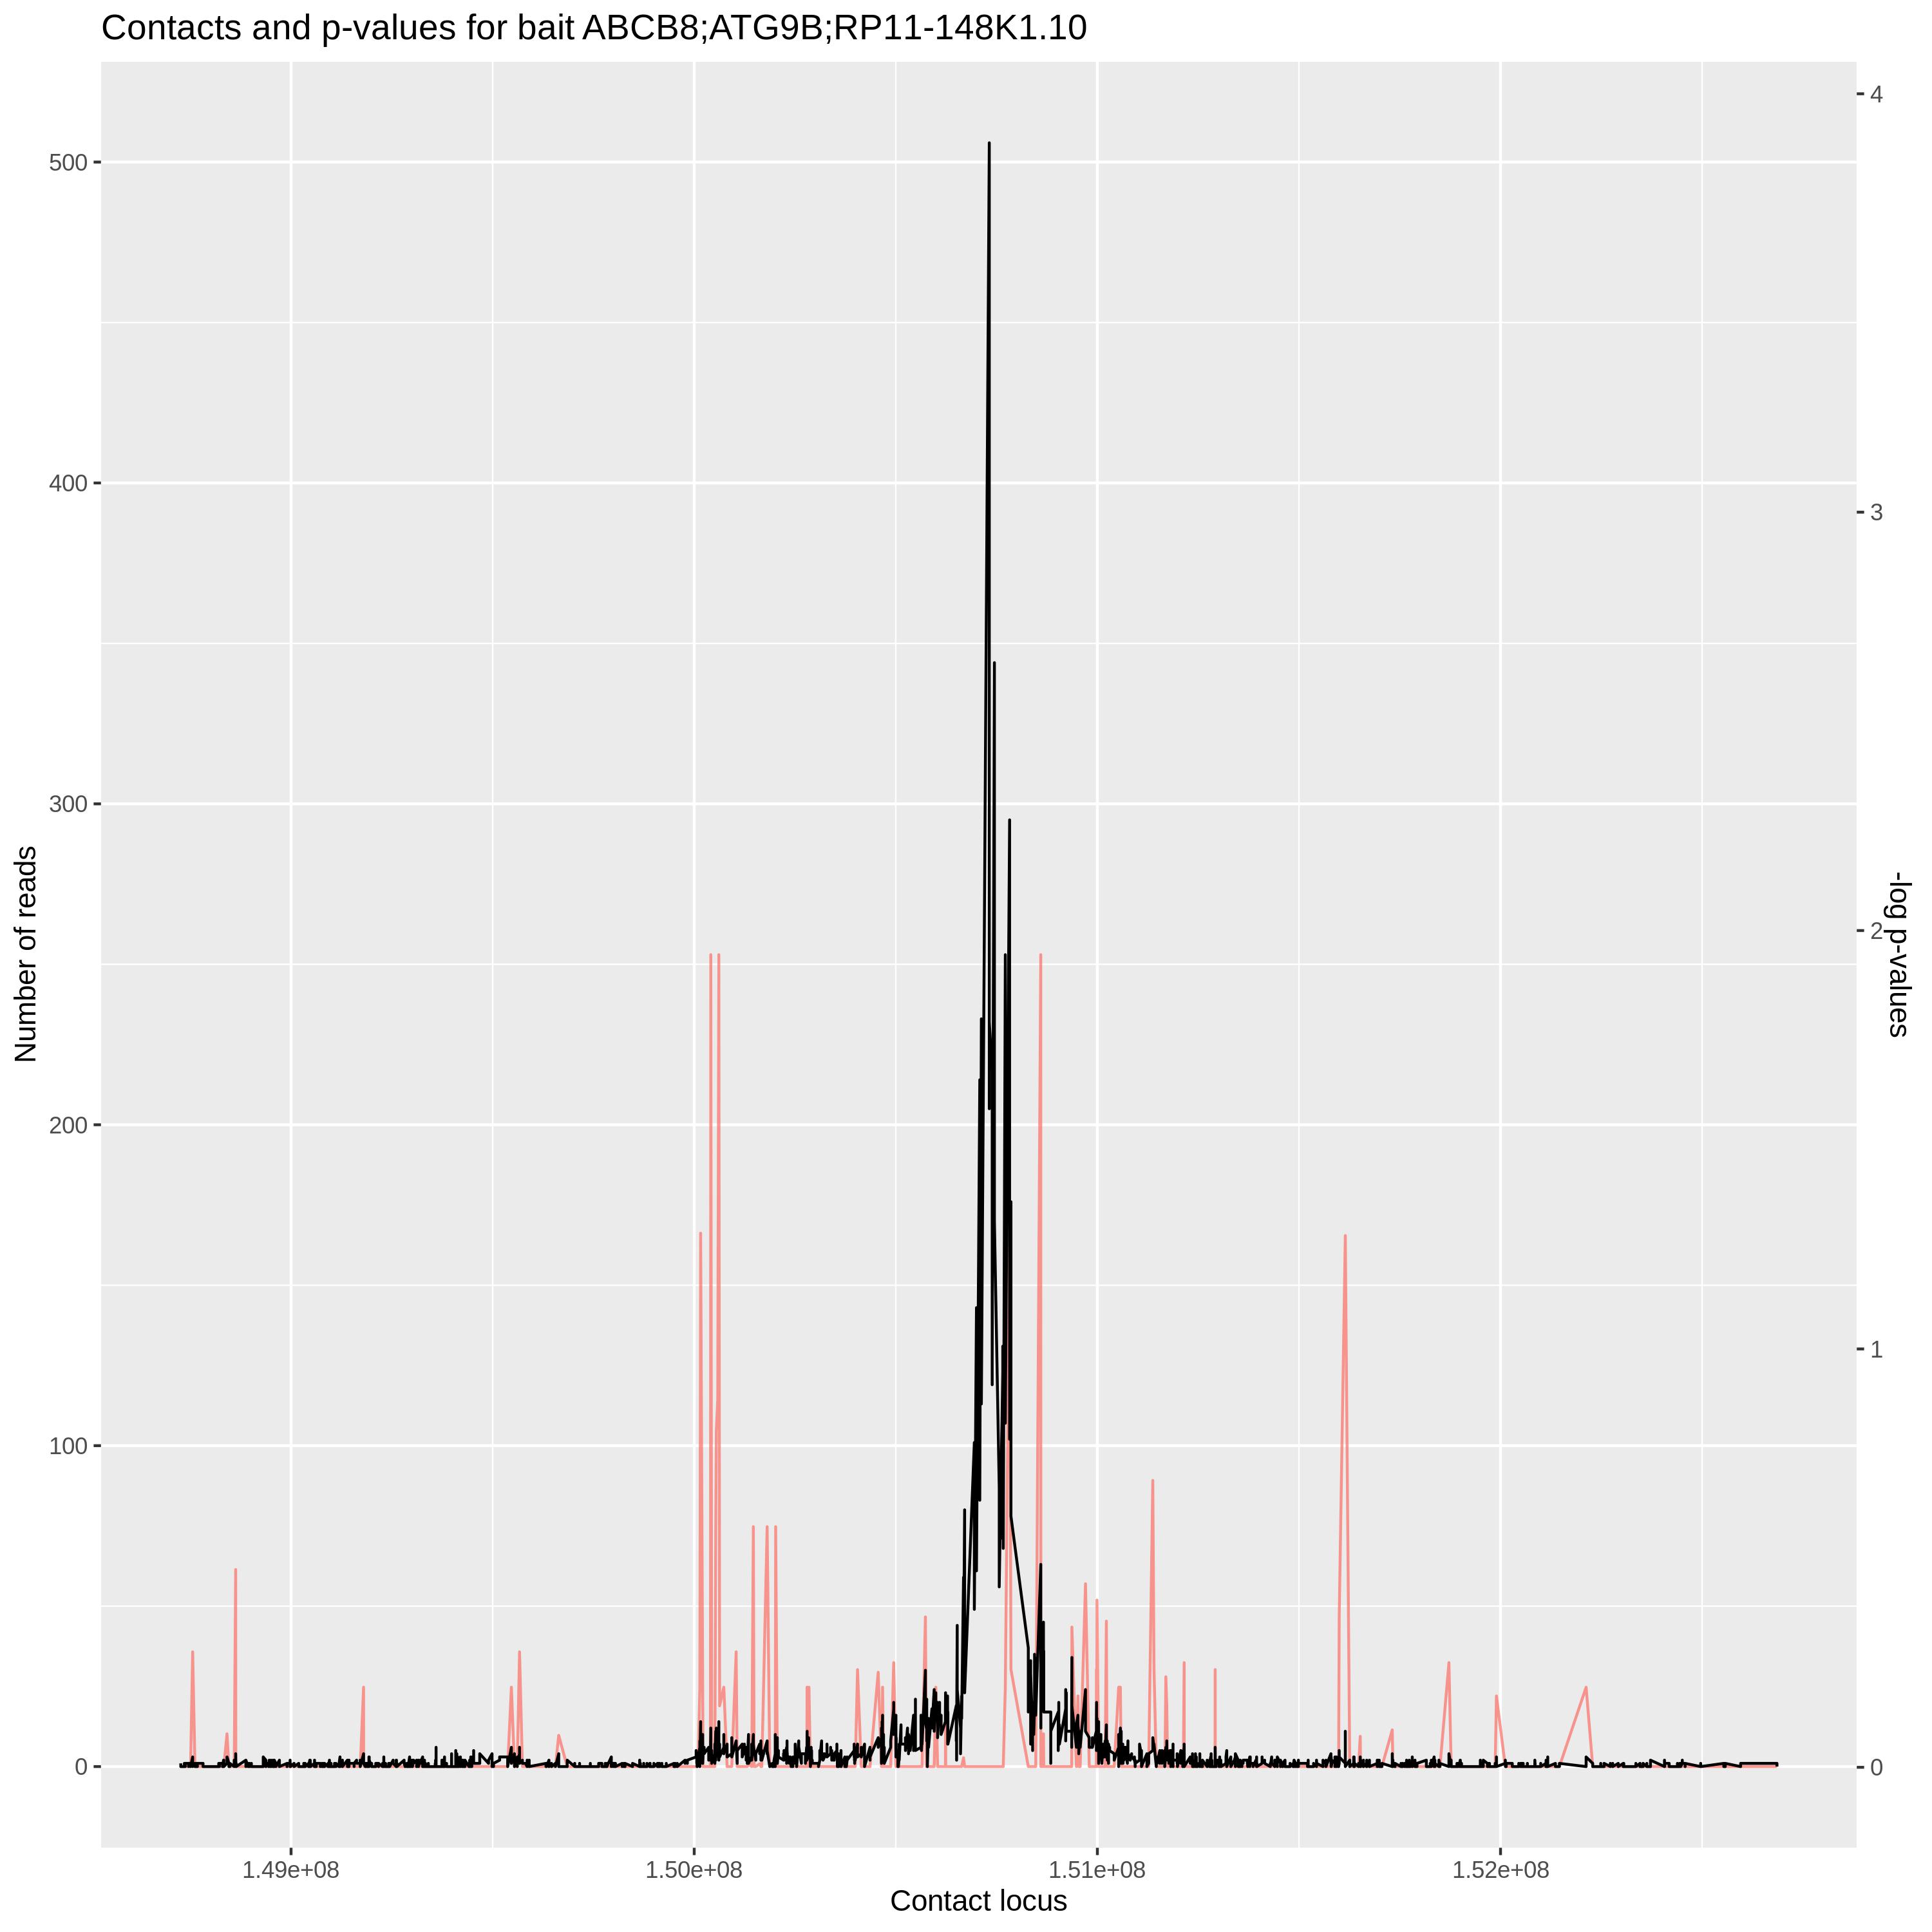 Contacts and p-values for bait ABCB8;ATG9B;RP11-148K1.10
Number of reads
500
400
300
200
100
0
4
3
2
1
0
-log p-values
1.49e+08
1.50e+08
1.51e+08
1.52e+08
Contact locus